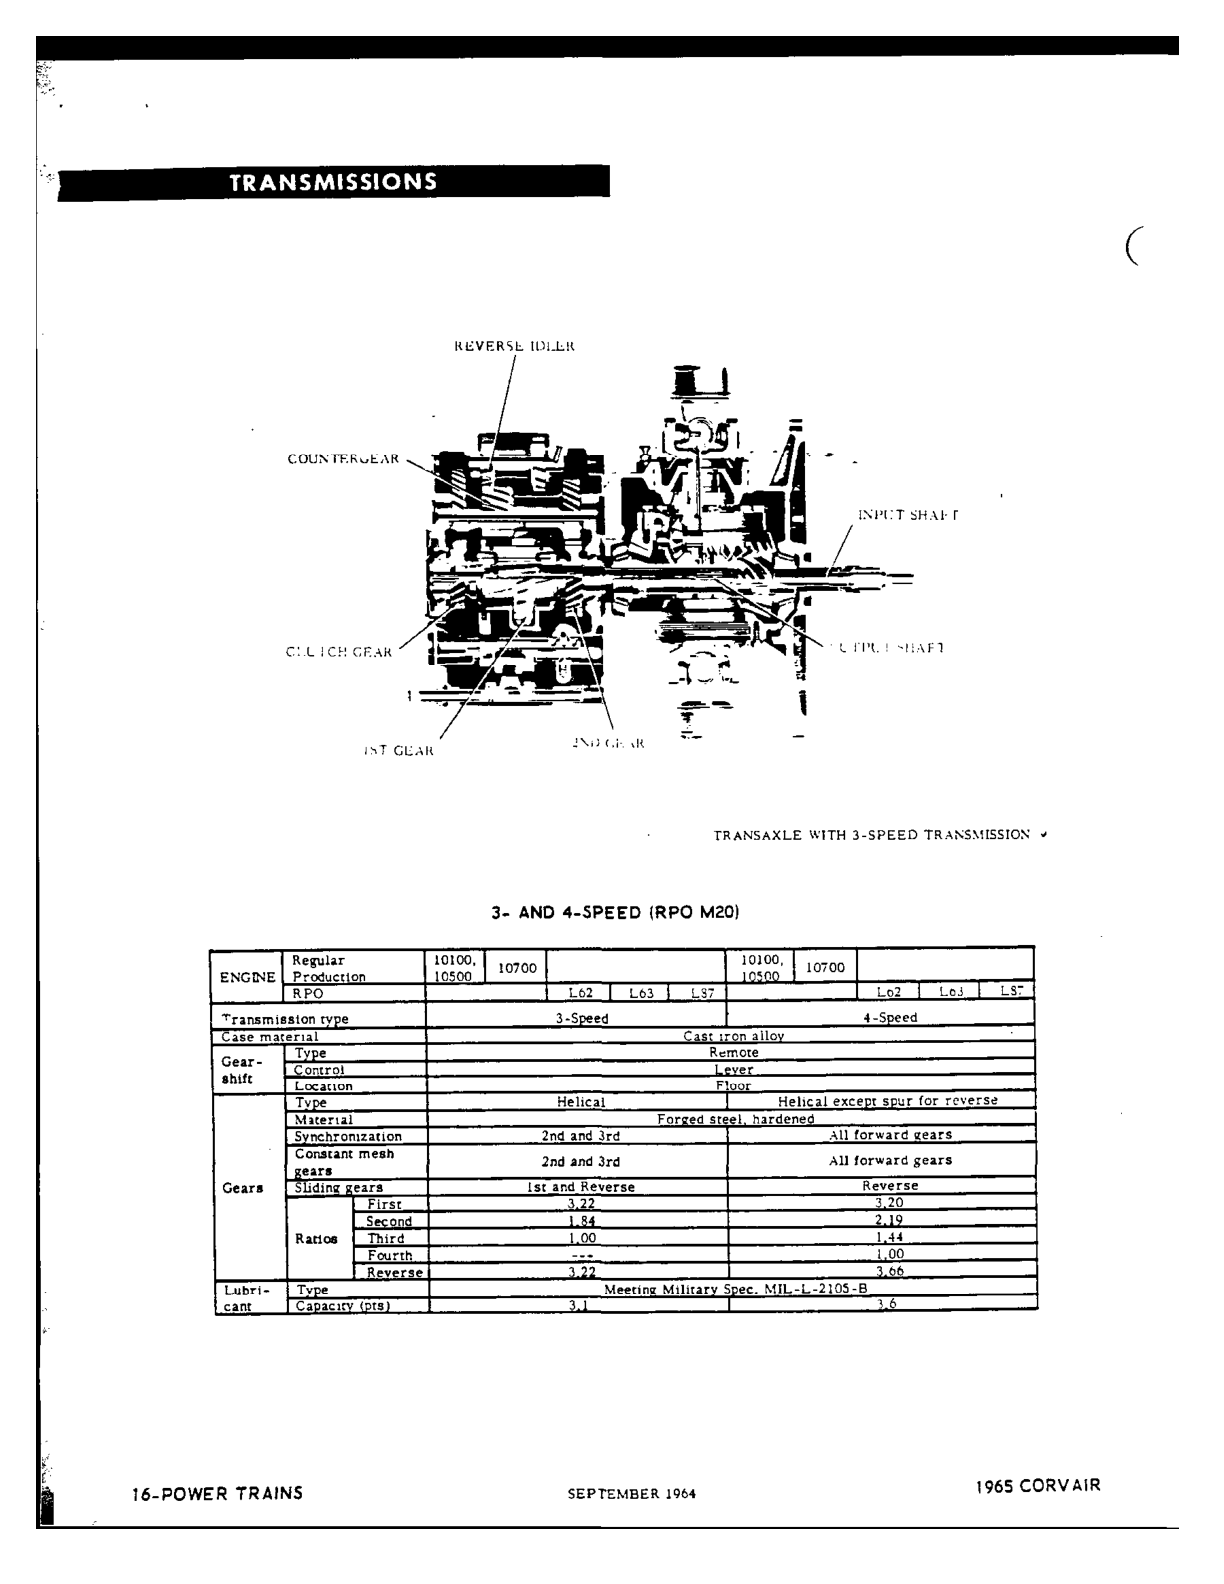 TRANSMISSIONS
REVERSE IDLER
COUNTERGEAR
INPUT SHAFT
CLUTCH GEAR
OUTPUT SHAFT
1ST GEAR
2ND GEAR
TRANSAXLE WITH 3-SPEED TRANSMISSION
3- AND 4-SPEED (RPO M20)
ENGINE Regular Production 10100, 10500 10700 10100, 10500 10700
RPO L62 L63 L87 L62 L63 L87
Transmission type 3-Speed 4-Speed
Case material Cast iron alloy
Gear-shift Type Remote
Control Lever
Location Floor
Gears Type Helical Helical except spur for reverse
Material Forged steel, hardened
Synchronization 2nd and 3rd All forward gears
Constant mesh gears 2nd and 3rd All forward gears
Sliding gears 1st and Reverse Reverse
Ratios First 3.22 3.20
Second 1.84 2.19
Third 1.00 1.44
Fourth --- 1.00
Reverse 3.22 3.66
Lubri-cant Type Meeting Military Spec. MIL-L-2105-B
Capacity (pts) 3.1 3.6
16-POWER TRAINS
SEPTEMBER 1964
1965 CORVAIR